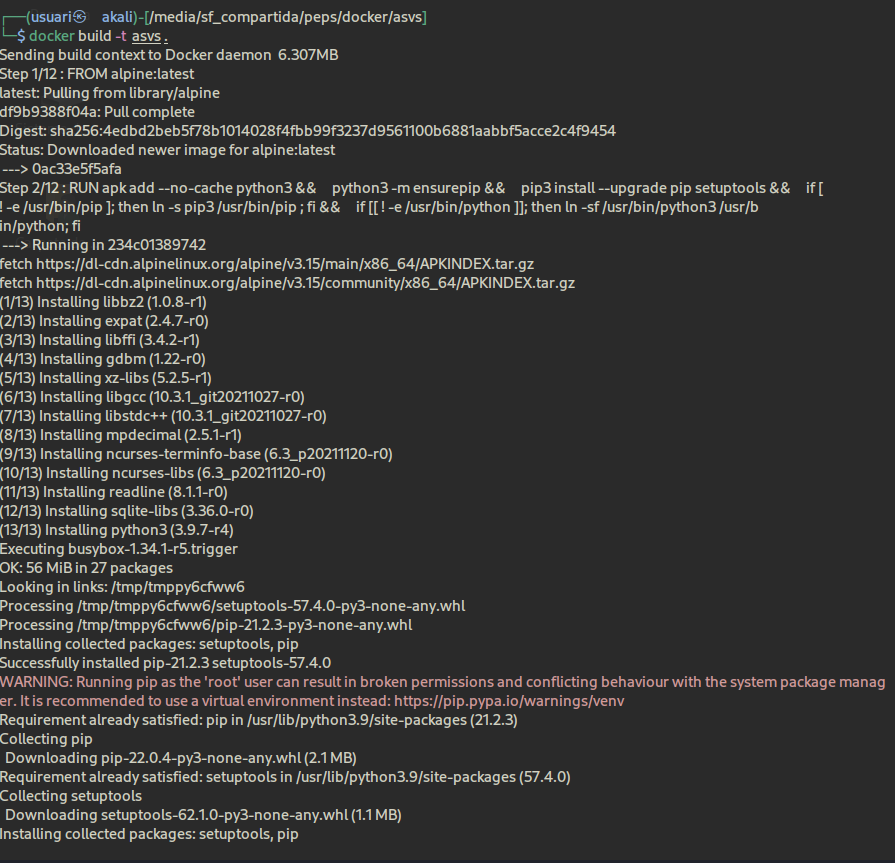 ┌──(usuari㉿ akali)-[/media/sf_compartida/peps/docker/asvs]
└─$ docker build -t asvs .
Sending build context to Docker daemon 6.307MB
Step 1/12 : FROM alpine:latest
latest: Pulling from library/alpine
df9b9388f04a: Pull complete
Digest: sha256:4edbd2beb5f78b1014028f4fbb99f3237d9561100b6881aabbf5acce2c4f9454
Status: Downloaded newer image for alpine:latest
---> 0ac33e5f5afa
Step 2/12 : RUN apk add --no-cache python3 && python3 -m ensurepip && pip3 install --upgrade pip setuptools && if [
! -e /usr/bin/pip ]; then ln -s pip3 /usr/bin/pip ; fi && if [[ ! -e /usr/bin/python ]]; then ln -sf /usr/bin/python3 /usr/b
in/python; fi
---> Running in 234c01389742
fetch https://dl-cdn.alpinelinux.org/alpine/v3.15/main/x86_64/APKINDEX.tar.gz
fetch https://dl-cdn.alpinelinux.org/alpine/v3.15/community/x86_64/APKINDEX.tar.gz
(1/13) Installing libbz2 (1.0.8-r1)
(2/13) Installing expat (2.4.7-r0)
(3/13) Installing libffi (3.4.2-r1)
(4/13) Installing gdbm (1.22-r0)
(5/13) Installing xz-libs (5.2.5-r1)
(6/13) Installing libgcc (10.3.1_git20211027-r0)
(7/13) Installing libstdc++ (10.3.1_git20211027-r0)
(8/13) Installing mpdecimal (2.5.1-r1)
(9/13) Installing ncurses-terminfo-base (6.3_p20211120-r0)
(10/13) Installing ncurses-libs (6.3_p20211120-r0)
(11/13) Installing readline (8.1.1-r0)
(12/13) Installing sqlite-libs (3.36.0-r0)
(13/13) Installing python3 (3.9.7-r4)
Executing busybox-1.34.1-r5.trigger
OK: 56 MiB in 27 packages
Looking in links: /tmp/tmppy6cfww6
Processing /tmp/tmppy6cfww6/setuptools-57.4.0-py3-none-any.whl
Processing /tmp/tmppy6cfww6/pip-21.2.3-py3-none-any.whl
Installing collected packages: setuptools, pip
Successfully installed pip-21.2.3 setuptools-57.4.0
WARNING: Running pip as the 'root' user can result in broken permissions and conflicting behaviour with the system package manag
er. It is recommended to use a virtual environment instead: https://pip.pypa.io/warnings/venv
Requirement already satisfied: pip in /usr/lib/python3.9/site-packages (21.2.3)
Collecting pip
Downloading pip-22.0.4-py3-none-any.whl (2.1 MB)
Requirement already satisfied: setuptools in /usr/lib/python3.9/site-packages (57.4.0)
Collecting setuptools
Downloading setuptools-62.1.0-py3-none-any.whl (1.1 MB)
Installing collected packages: setuptools, pip